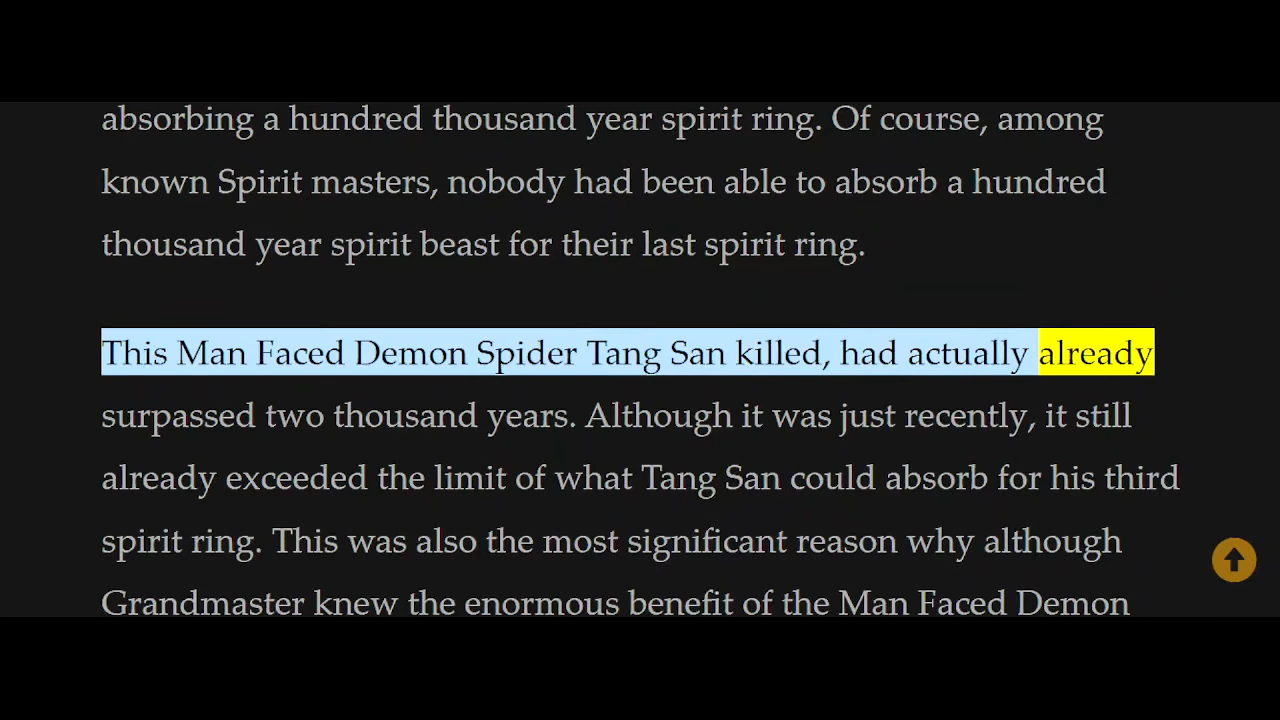 absorbing a hundred thousand year spirit ring. Of course, among
known Spirit masters, nobody had been able to absorb a hundred
thousand year spirit beast for their last spirit ring.
This Man Faced Demon Spider Tang San killed, had actually already
surpassed two thousand years. Although it was just recently, it still
already exceeded the limit of what Tang San could absorb for his third
spirit ring. This was also the most significant reason why although
Grandmaster knew the enormous benefit of the Man Faced Demon